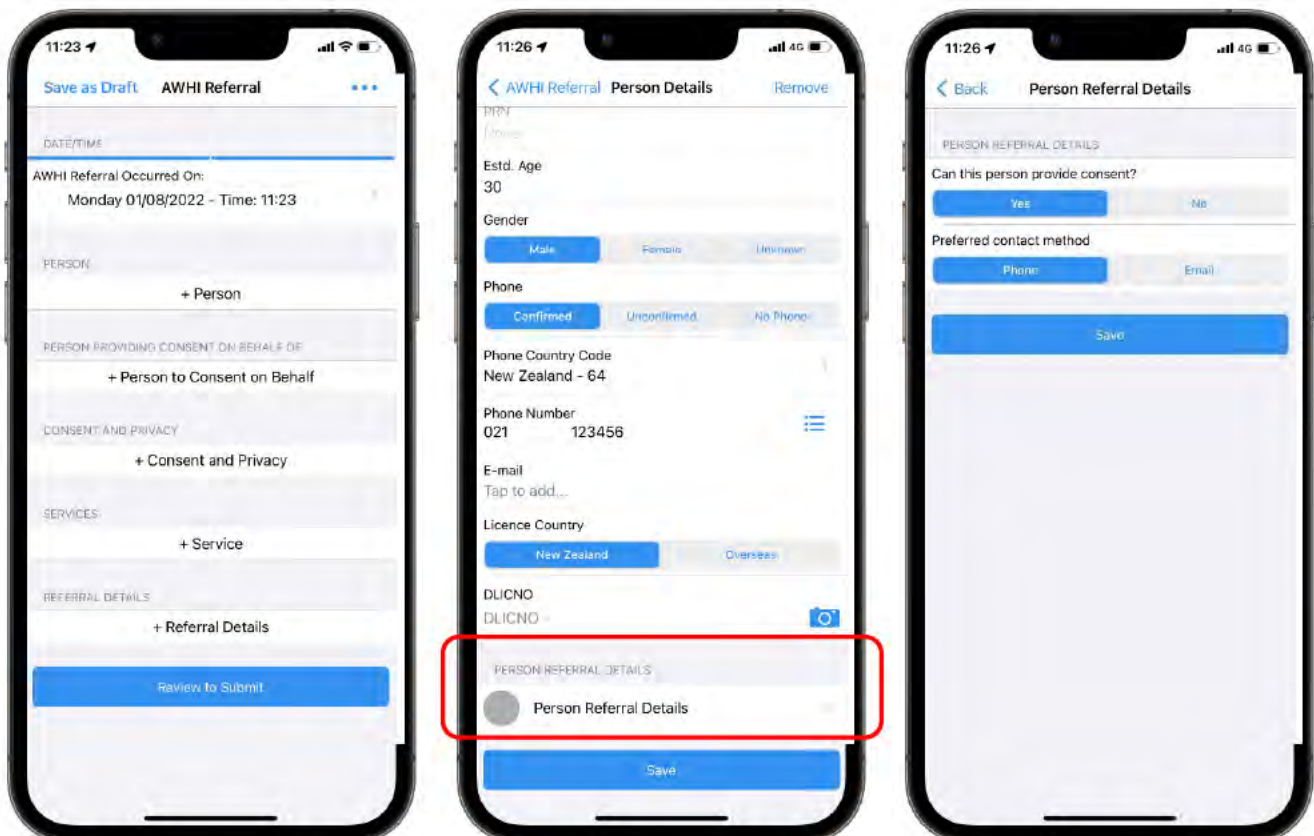 11:23
Save as Draft AWHI Referral
DATE/TIME
AWHI Referral Occurred On:
Monday 01/08/2022 - Time: 11:23
PERSON
+ Person
PERSON PROVIDING CONSENT ON BEHALF OF
+ Person to Consent on Behalf
CONSENT AND PRIVACY
+ Consent and Privacy
SERVICES
+ Service
REFERRAL DETAILS
+ Referral Details
Review to Submit
11:26 4G
AWHI Referral Person Details Remove
PRN
None
Estd. Age
30
Gender
Male Female Unknown
Phone
Confirmed Unconfirmed No Phone
Phone Country Code
New Zealand - 64
Phone Number
021 123456
E-mail
Tap to add...
Licence Country
New Zealand Overseas
DLICNO
DLICNO -
PERSON REFERRAL DETAILS
Person Referral Details
Save
11:26 4G
Back Person Referral Details
PERSON REFERRAL DETAILS
Can this person provide consent?
Yes No
Preferred contact method
Phone Email
Save